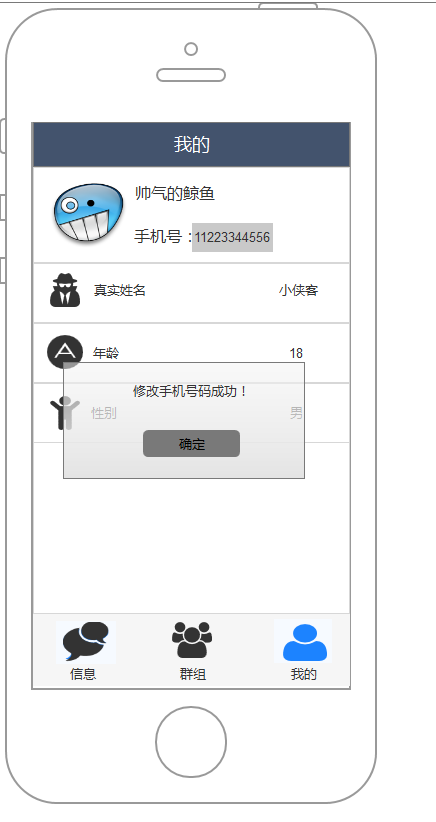 我的
帅气的鲸鱼
手机号：11223344556
真实姓名 小侠客
年龄 18
修改手机号码成功！
性别 男
确定
信息 群组 我的